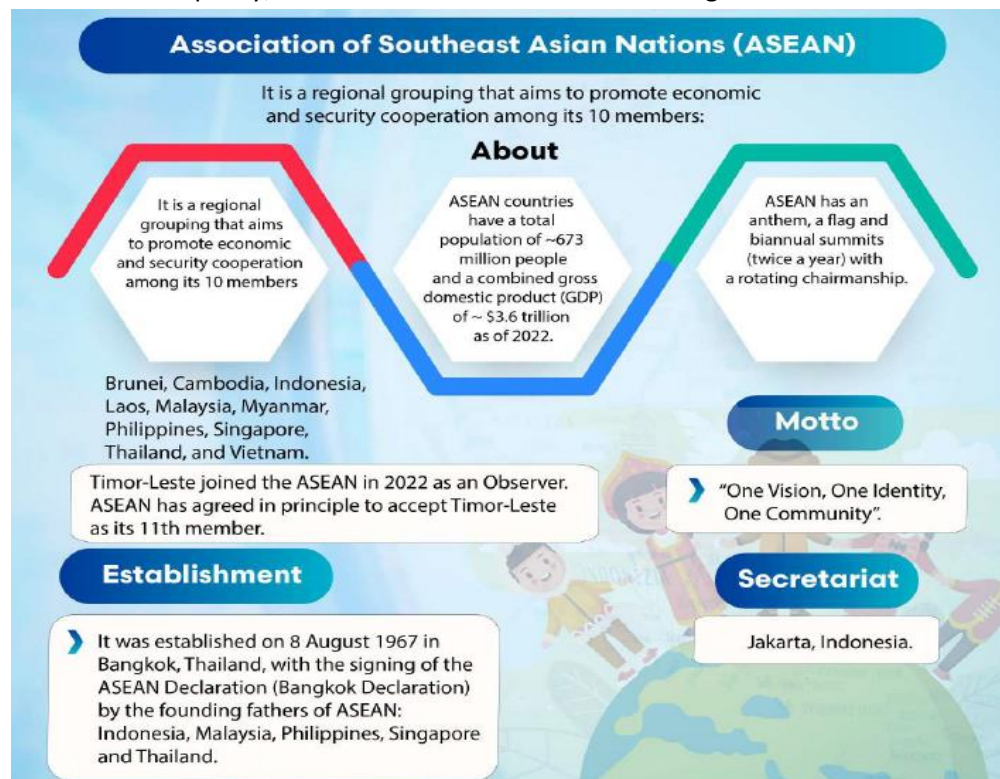 Association of Southeast Asian Nations (ASEAN)
It is a regional grouping that aims to promote economic
and security cooperation among its 10 members:
About
It is a regional
grouping that aims
to promote economic
and security cooperation
among its 10 members
ASEAN countries
have a total
population of ~673
million people
and a combined gross
domestic product (GDP)
of ~ $3.6 trillion
as of 2022.
ASEAN has an
anthem, a flag and
biannual summits
(twice a year) with
a rotating chairmanship.
Brunei, Cambodia, Indonesia,
Laos, Malaysia, Myanmar,
Philippines, Singapore,
Thailand, and Vietnam.
Timor-Leste joined the ASEAN in 2022 as an Observer.
ASEAN has agreed in principle to accept Timor-Leste
as its 11th member.
Motto
❯ “One Vision, One Identity,
One Community”.
Establishment
❯ It was established on 8 August 1967 in
Bangkok, Thailand, with the signing of the
ASEAN Declaration (Bangkok Declaration)
by the founding fathers of ASEAN:
Indonesia, Malaysia, Philippines, Singapore
and Thailand.
Secretariat
Jakarta, Indonesia.